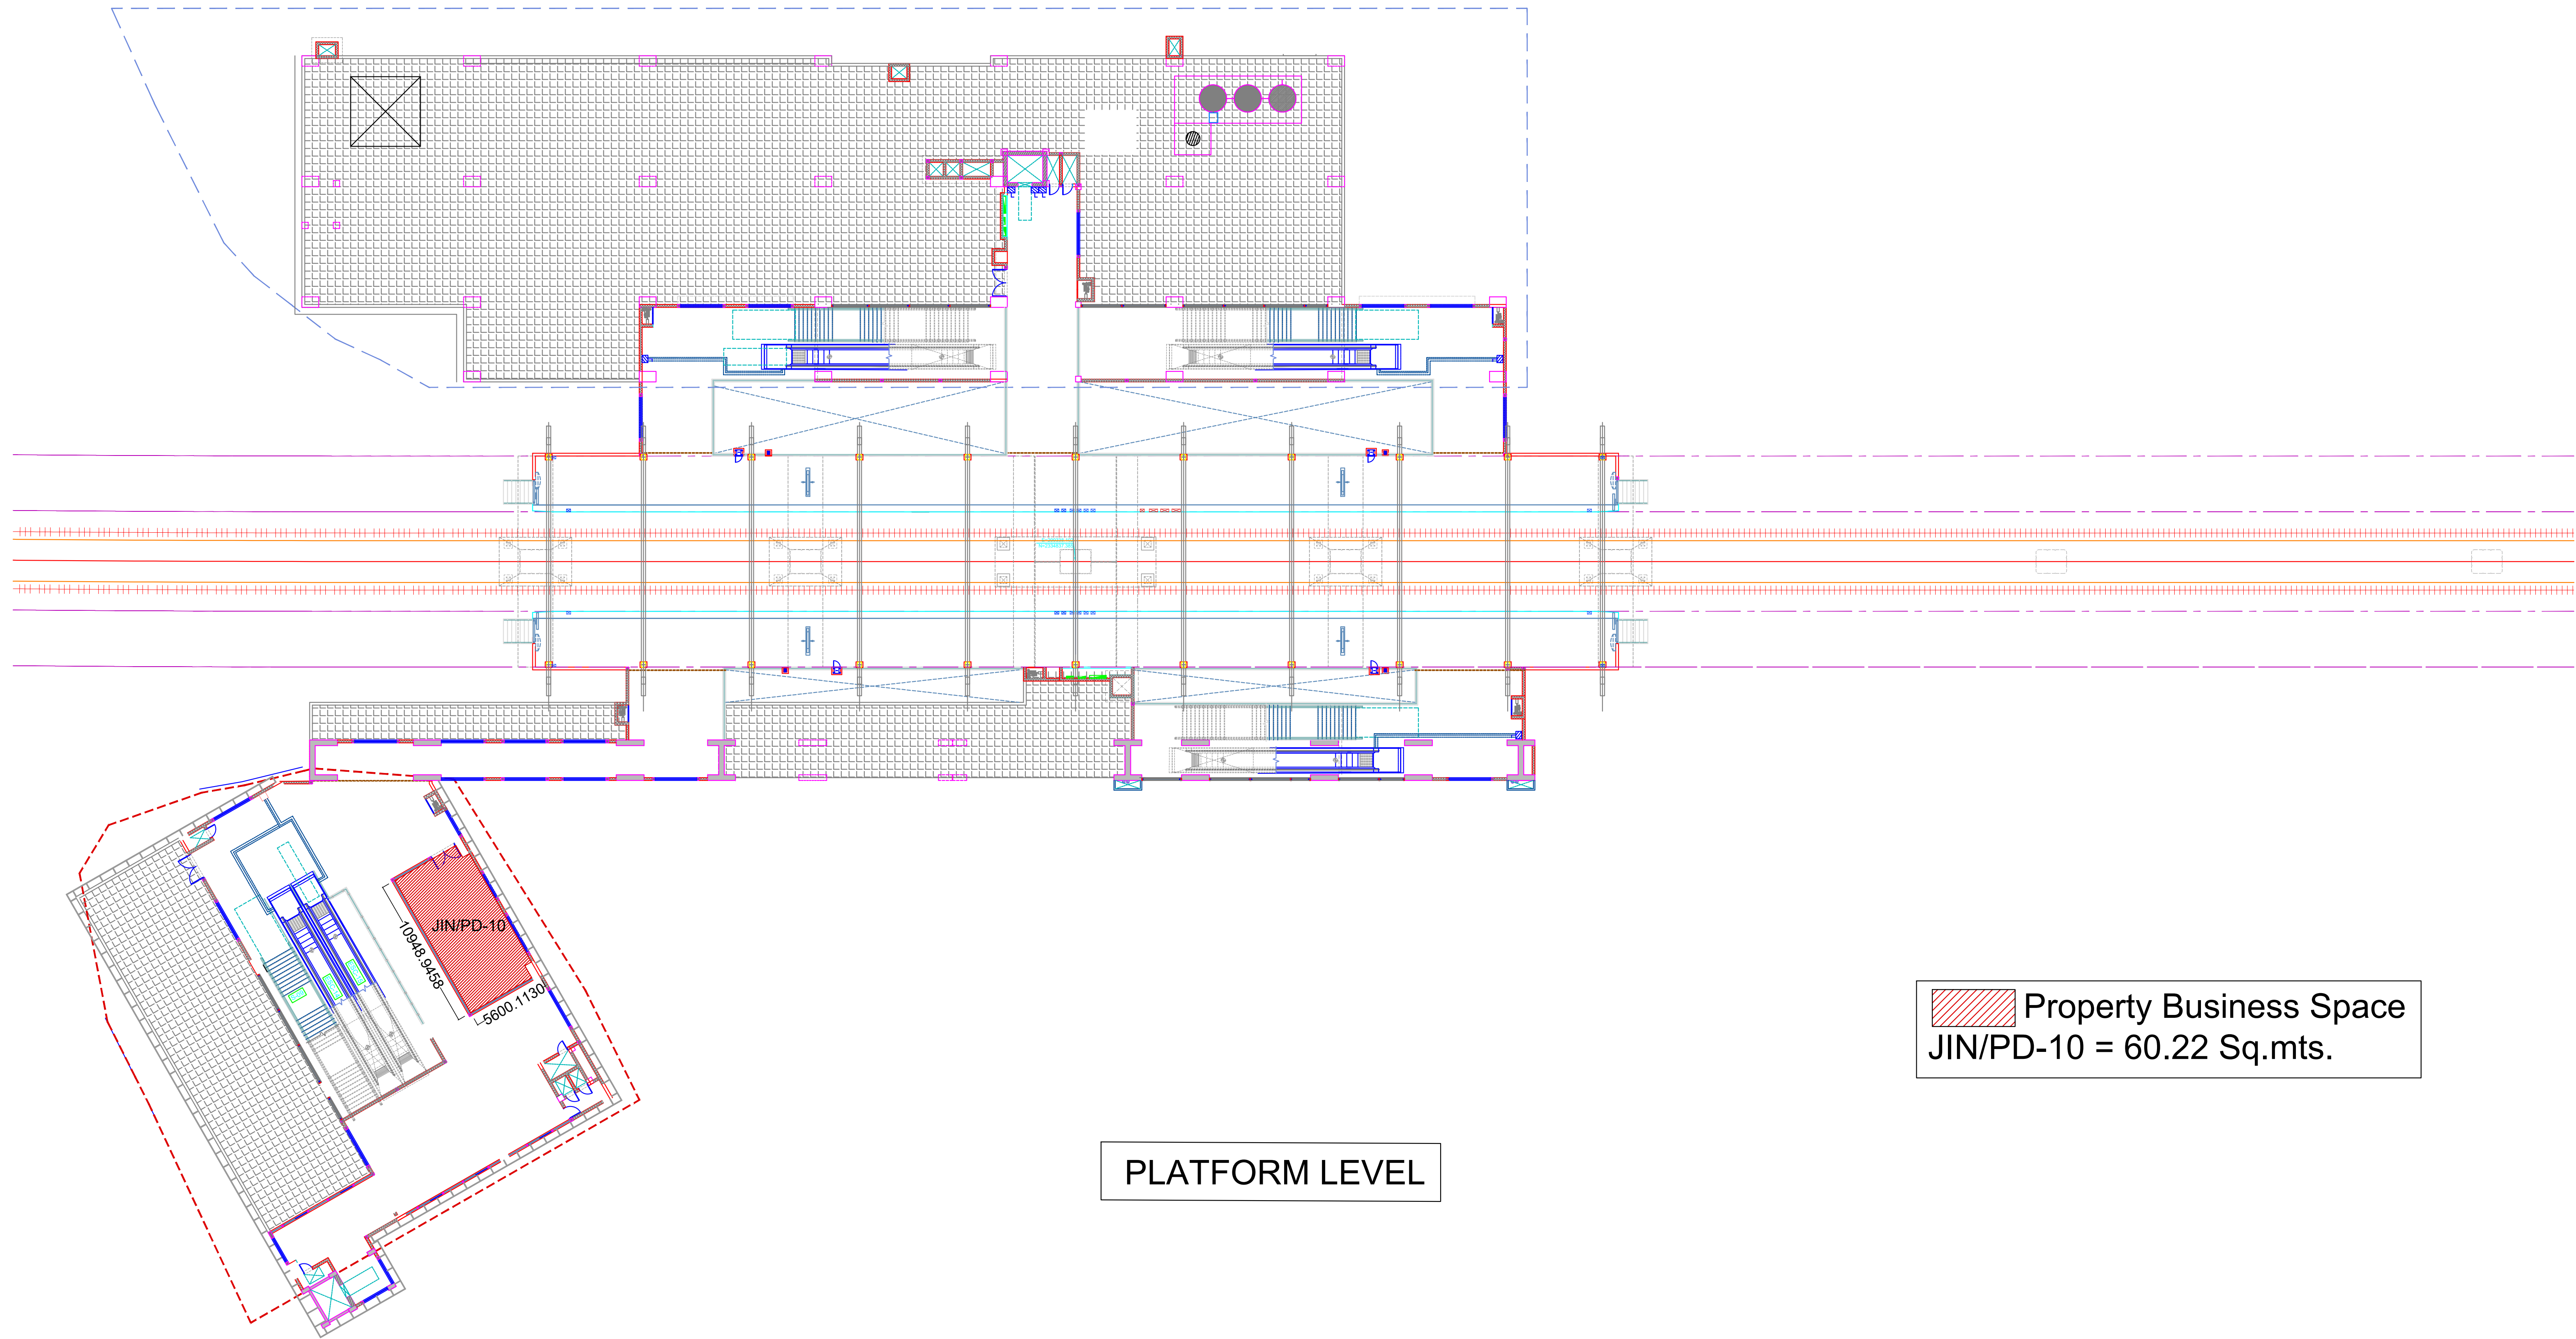 JIN/PD-10
10948.9458
5600.1130
Property Business Space
JIN/PD-10 = 60.22 Sq.mts.
PLATFORM LEVEL